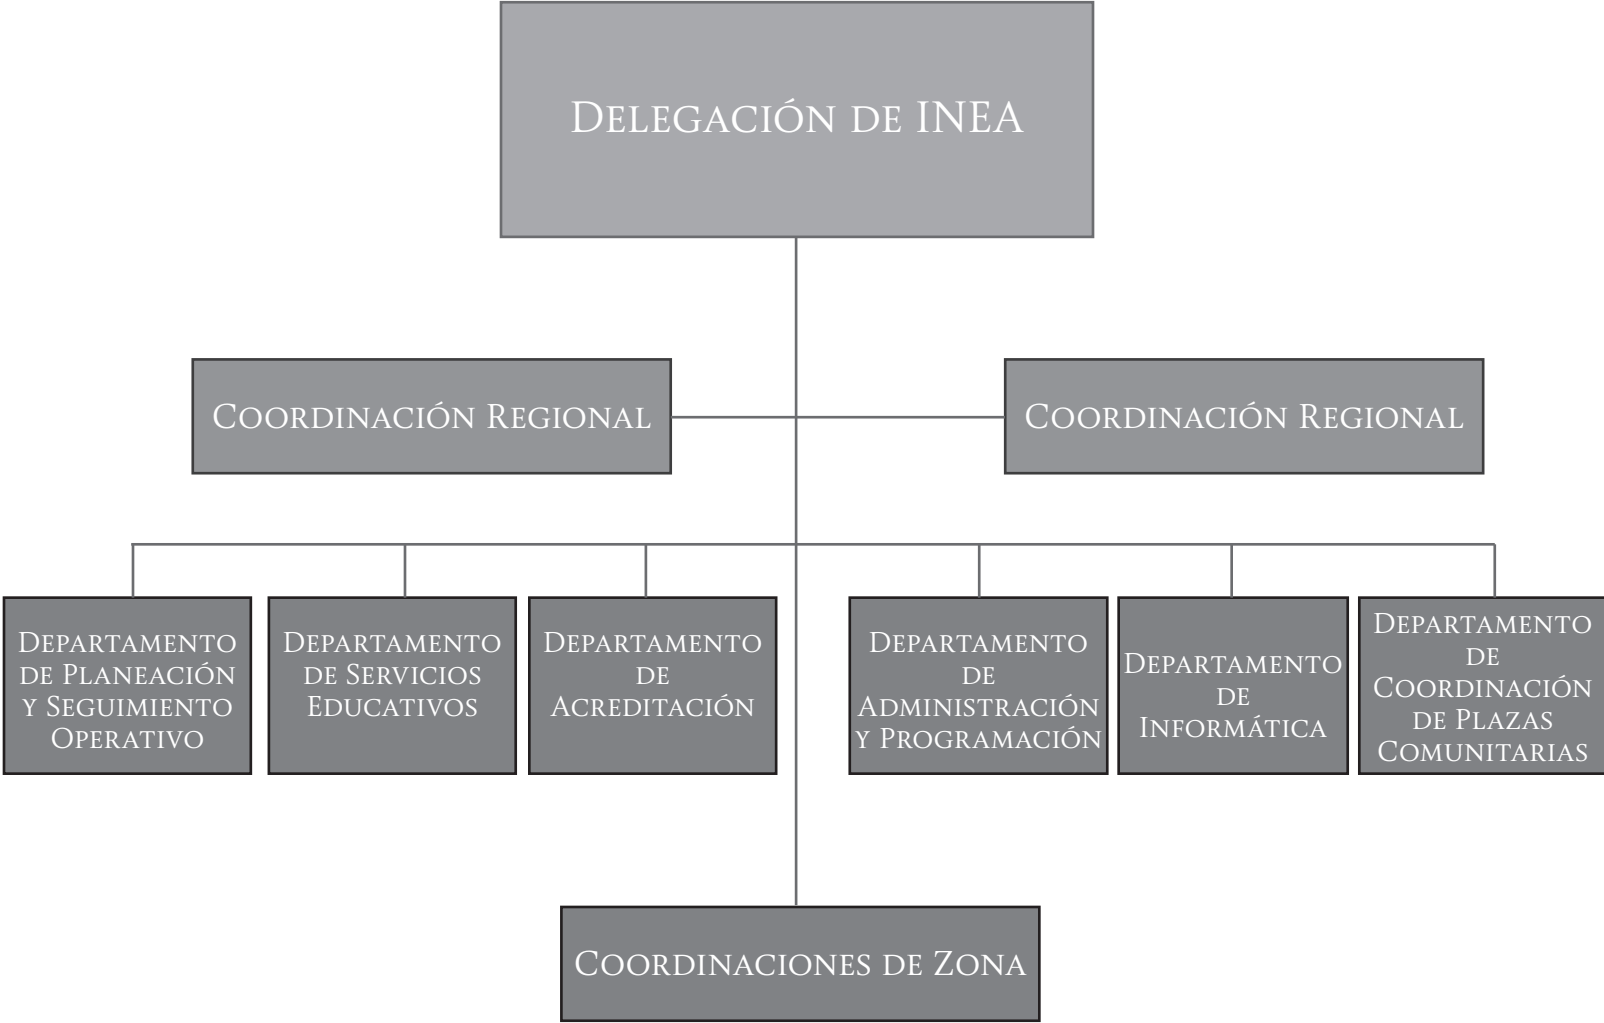 Delegación de INEA
Coordinación Regional
Coordinación Regional
Departamento
de Planeación
y Seguimiento
Operativo
Departamento
de Servicios
Educativos
Departamento
de
Acreditación
Departamento
de
Administración
y Programación
Departamento
de
Informática
Departamento
de
Coordinación
de Plazas
Comunitarias
Coordinaciones de Zona